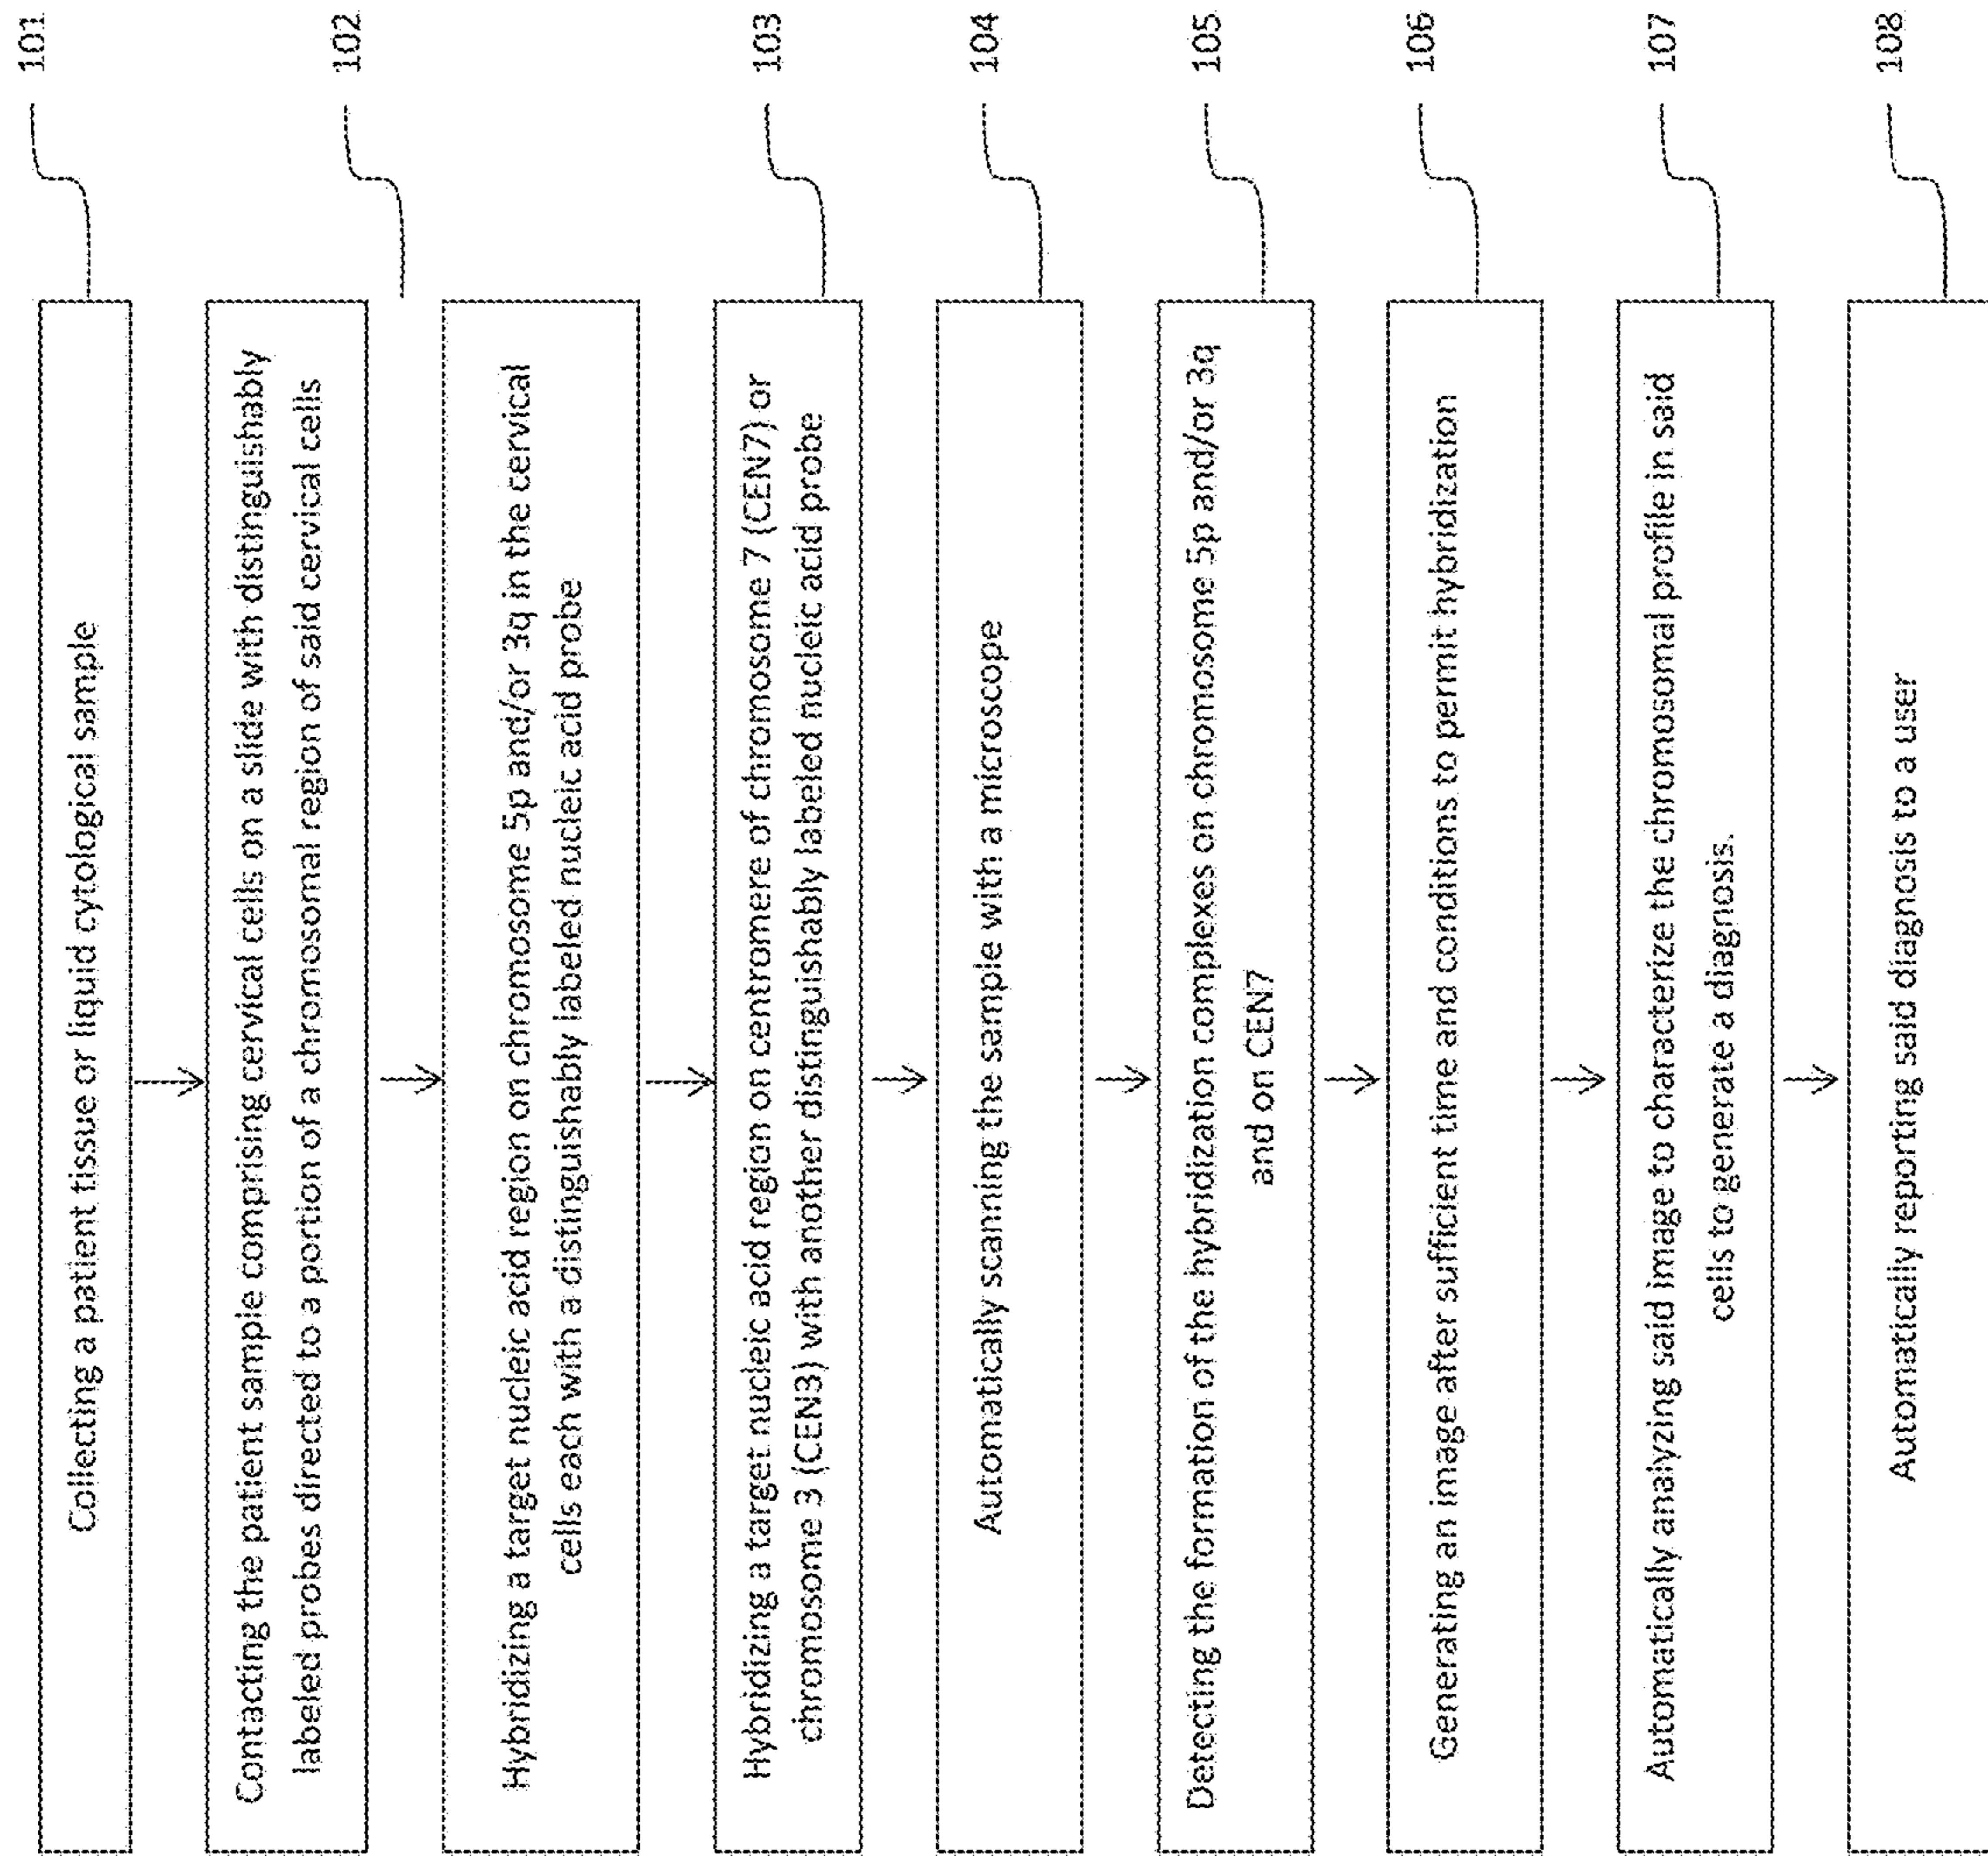 101
Collecting a patient tissue or liquid cytological sample
Contacting the patient sample comprising cervical cells on a slide with distinguishably
labeled probes directed to a portion of a chromosomal region of said cervical cells
102
Hybridizing a target nucleic acid region on chromosome 5p and/or 3q in the cervical
cells each with a distinguishably labeled nucleic acid probe
Hybridizing a target nucleic acid region on centromere of chromosome 7 (CEN7) or
chromosome 3 (CEN3) with another distinguishably labeled nucleic acid probe
103
Automatically scanning the sample with a microscope
104
Detecting the formation of the hybridization complexes on chromosome 5p and/or 3q
and on CEN7
105
Generating an image after sufficient time and conditions to permit hybridization
106
Automatically analyzing said image to characterize the chromosomal profile in said
cells to generate a diagnosis.
107
Automatically reporting said diagnosis to a user
108